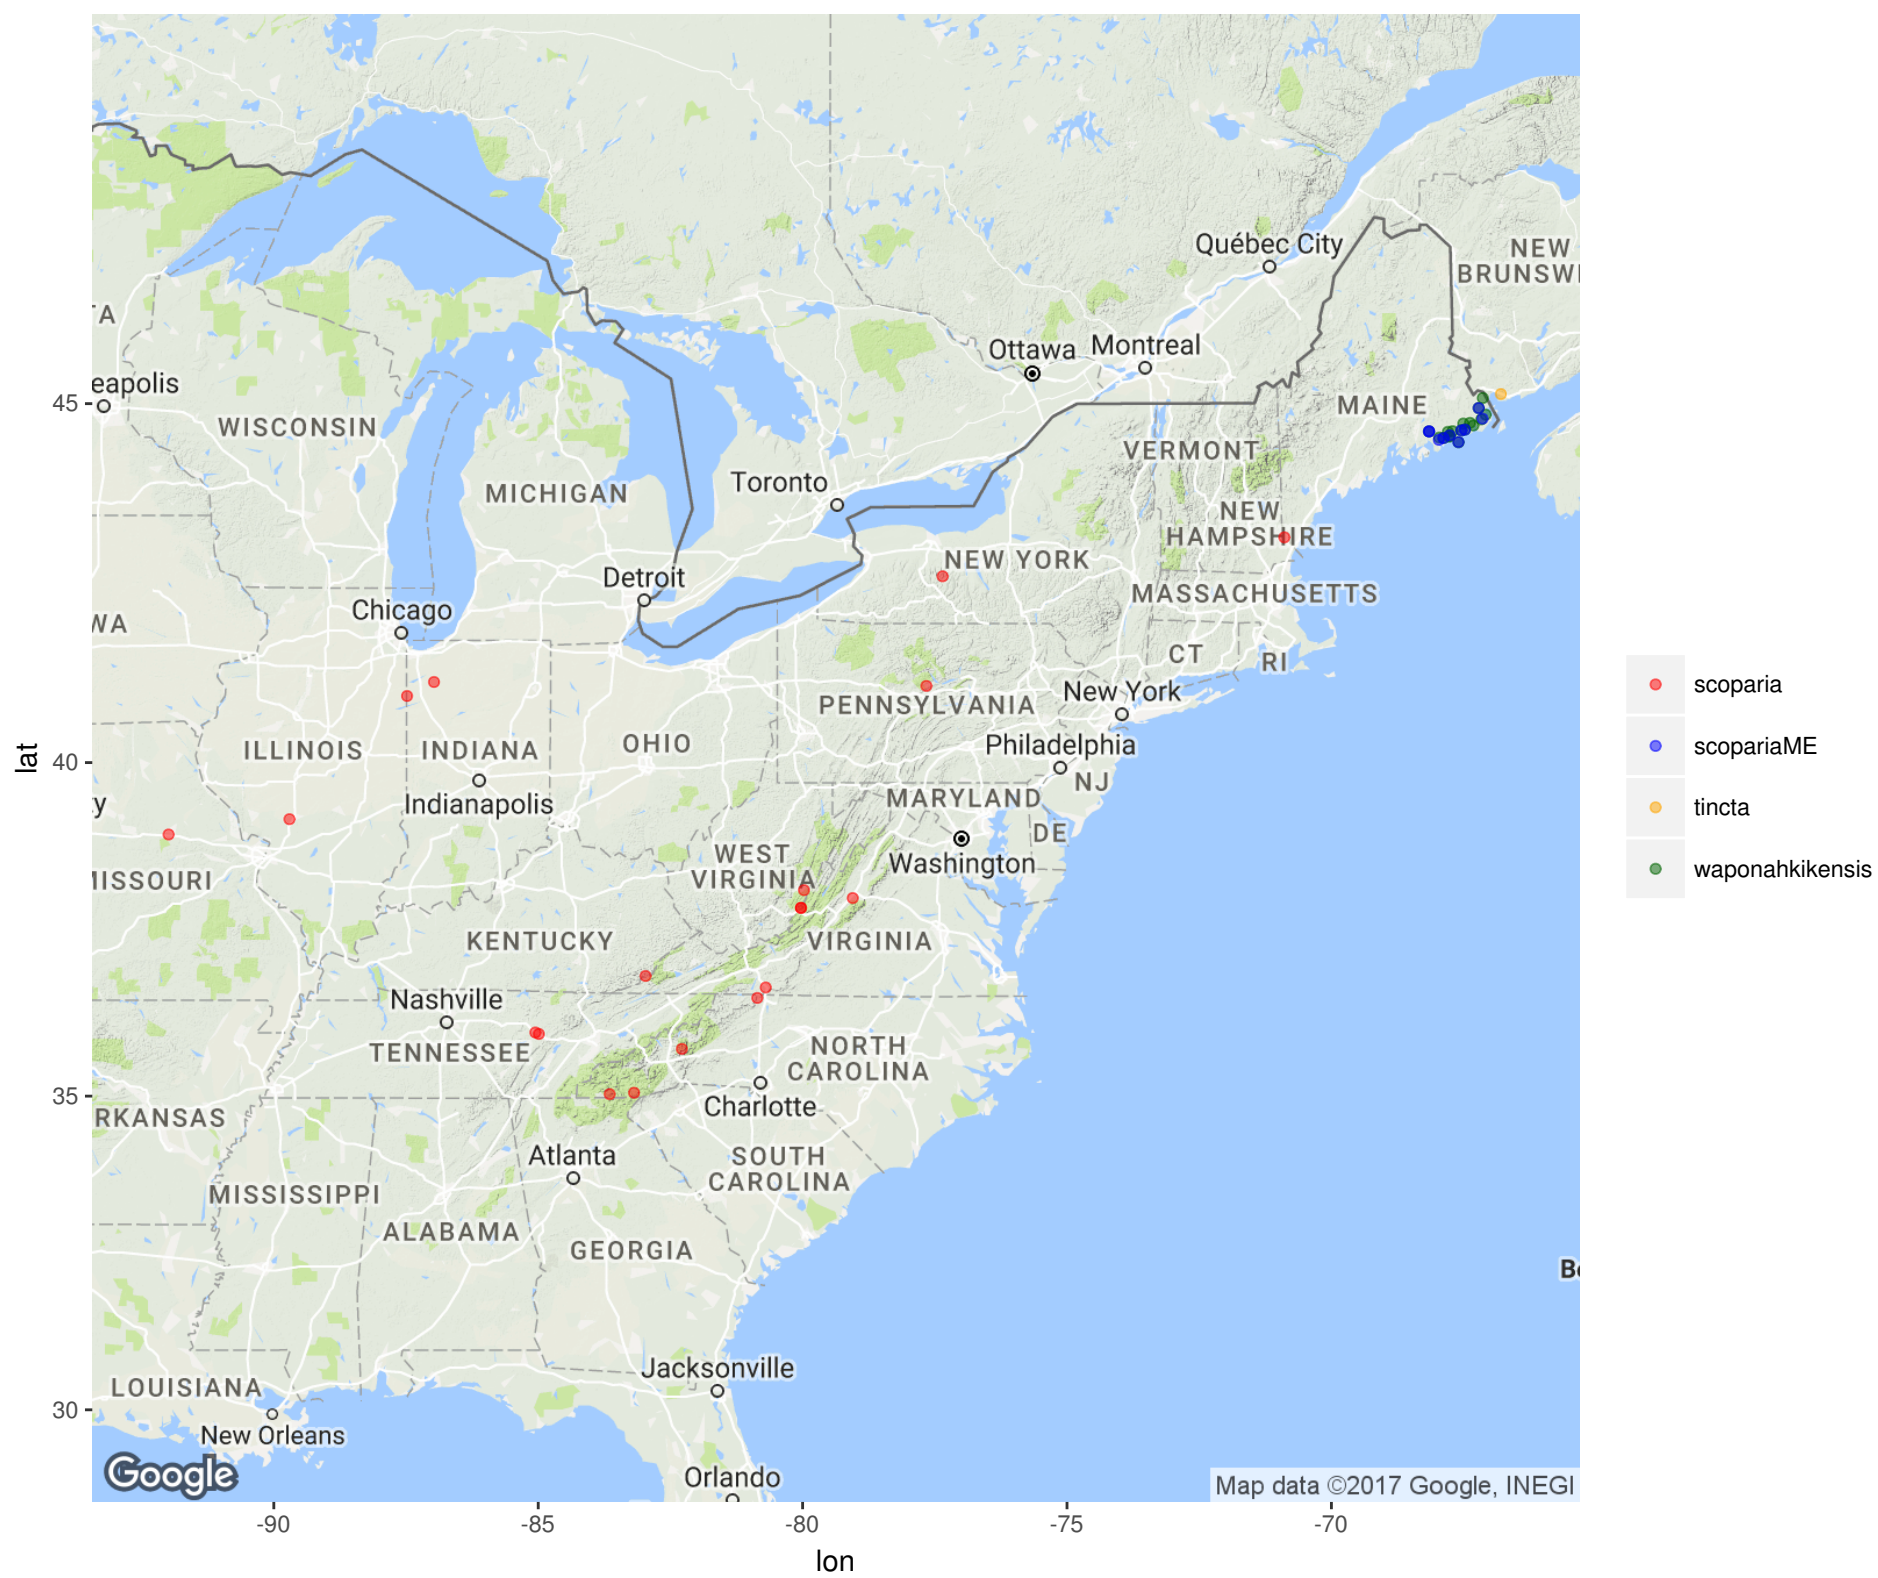 Québec City
NEW
BRUNSWI
TA
Ottawa
Montreal
eapolis
45
MAINE
WISCONSIN
VERMONT
Toronto
MICHIGAN
NEW
HAMPSHIRE
NEW YORK
Detroit
MASSACHUSETTS
Chicago
WA
CT
RI
scoparia
New York
PENNSYLVANIA
scopariaME
Philadelphia
ILLINOIS
INDIANA
OHIO
lat
40
NJ
MARYLAND
Indianapolis
ty
tincta
DE
WEST
VIRGINIA
Washington
waponahkikensis
MISSOURI
KENTUCKY
VIRGINIA
Nashville
TENNESSEE
NORTH
CAROLINA
35
Charlotte
RKANSAS
Atlanta
SOUTH
CAROLINA
MISSISSIPPI
ALABAMA
GEORGIA
Be
Jacksonville
LOUISIANA
30
New Orleans
Google
Orlando
Map data ©2017 Google, INEGI
-90
-85
-80
-75
-70
lon